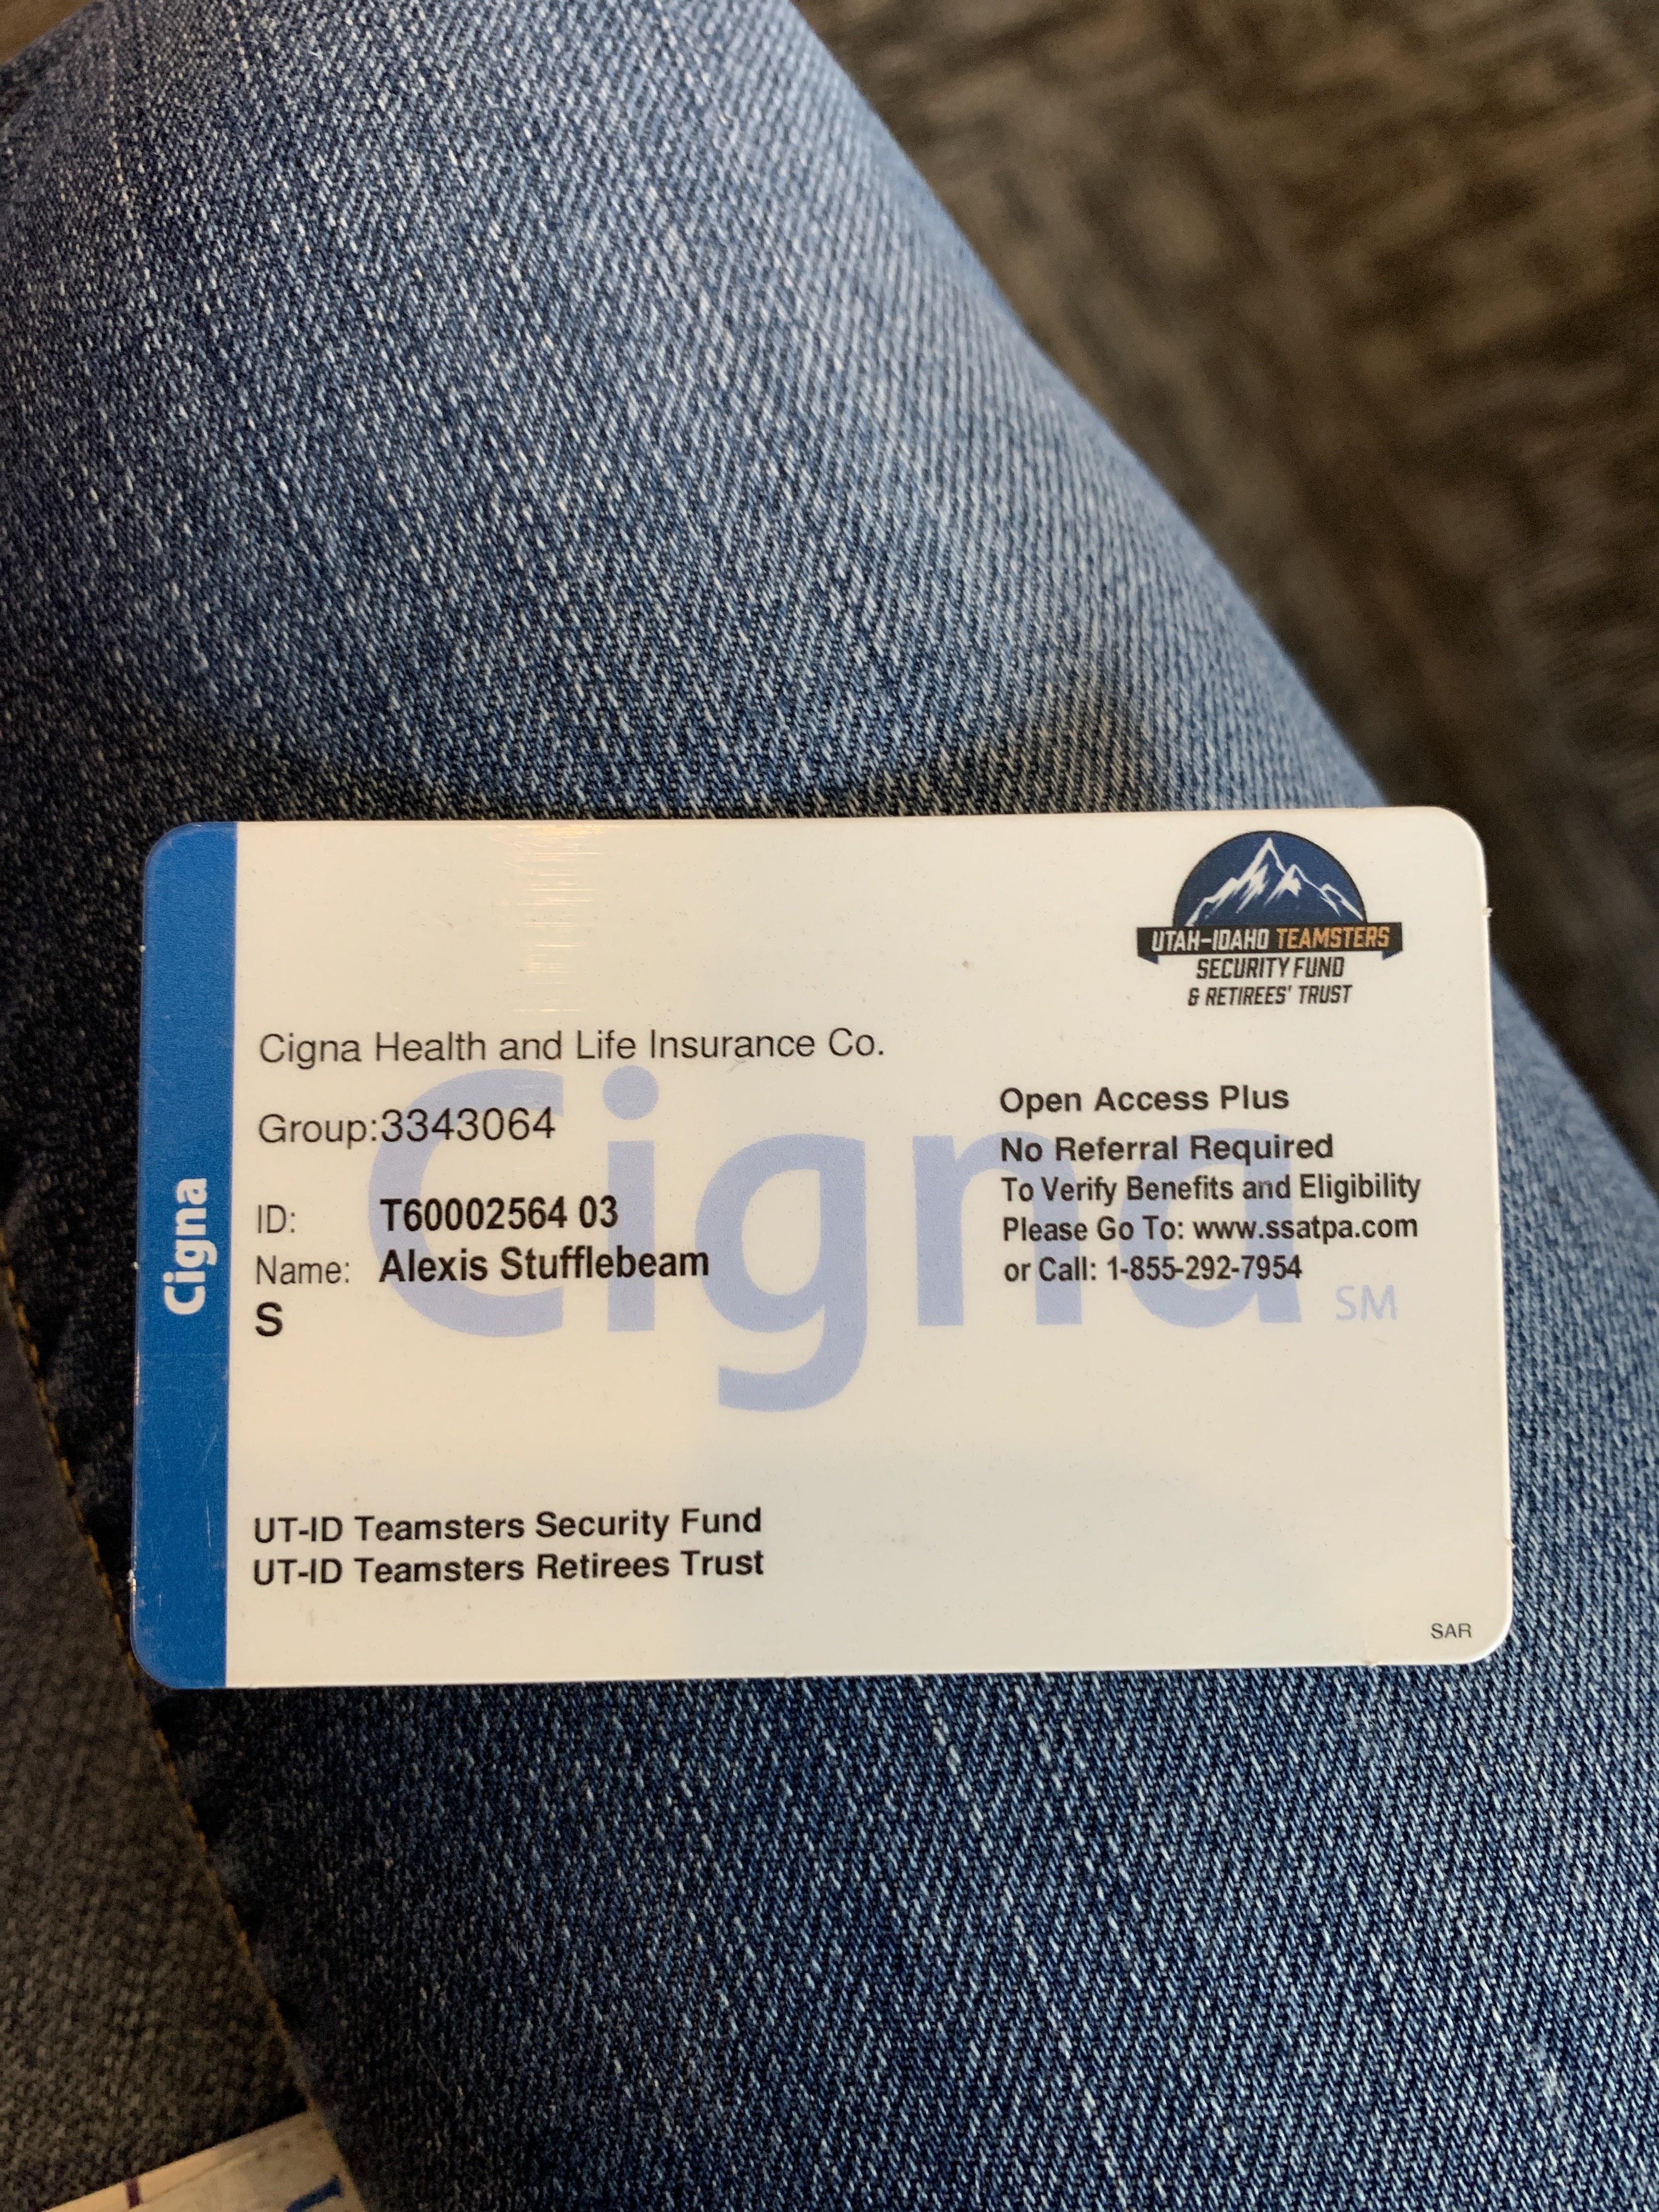 UTAH-IDAHO TEAMSTERS
SECURITY FUND
& RETIREES' TRUST
Cigna
Cigna Health and Life Insurance Co.
Group:3343064
ID: T60002564 03
Name: Alexis Stufflebeam
S
Open Access Plus
No Referral Required
To Verify Benefits and Eligibility
Please Go To: www.ssatpa.com
or Call: 1-855-292-7954
Cigna SM
UT-ID Teamsters Security Fund
UT-ID Teamsters Retirees Trust
SAR